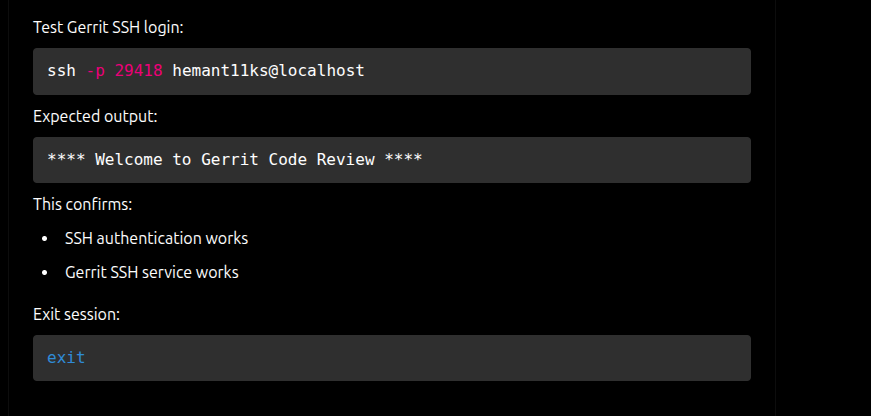 Test Gerrit SSH login:
ssh -p 29418 hemant11ks@localhost
Expected output:
**** Welcome to Gerrit Code Review ****
This confirms:
• SSH authentication works
• Gerrit SSH service works
Exit session:
exit